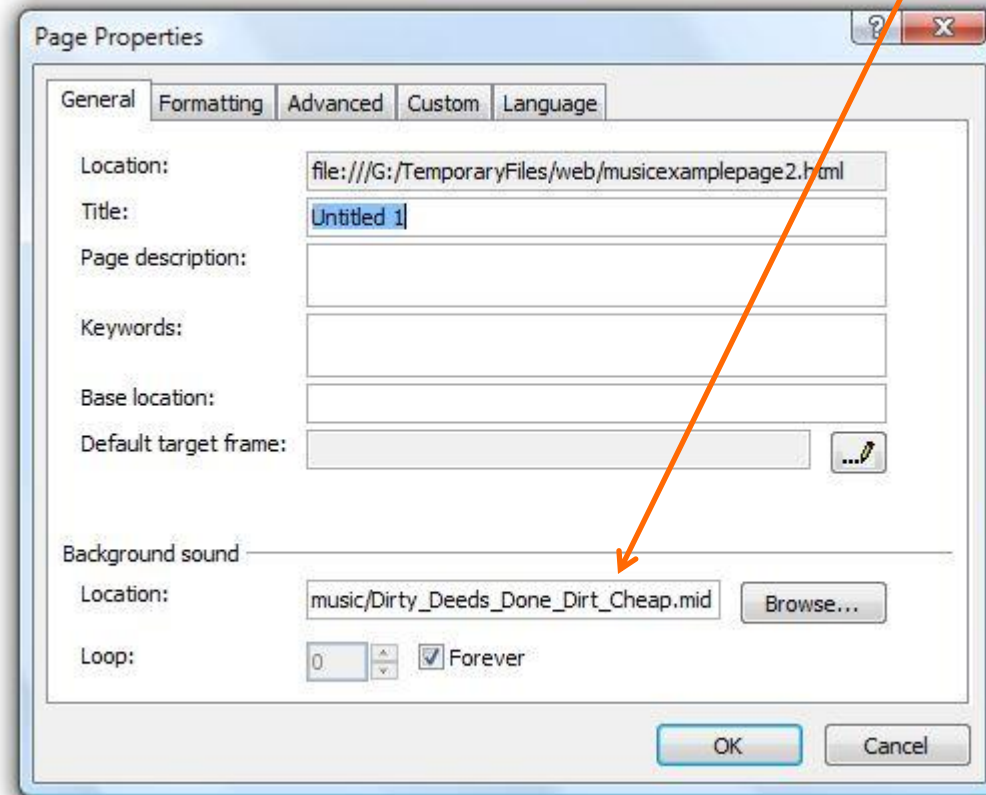 Page Properties
?
X
General Formatting Advanced Custom Language
Location: file:///G:/TemporaryFiles/web/musicexamplepage2.html
Title: Untitled 1
Page description:
Keywords:
Base location:
Default target frame: ...
Background sound
Location: music/Dirty_Deeds_Done_Dirt_Cheap.mid Browse...
Loop: 0 Forever
OK Cancel